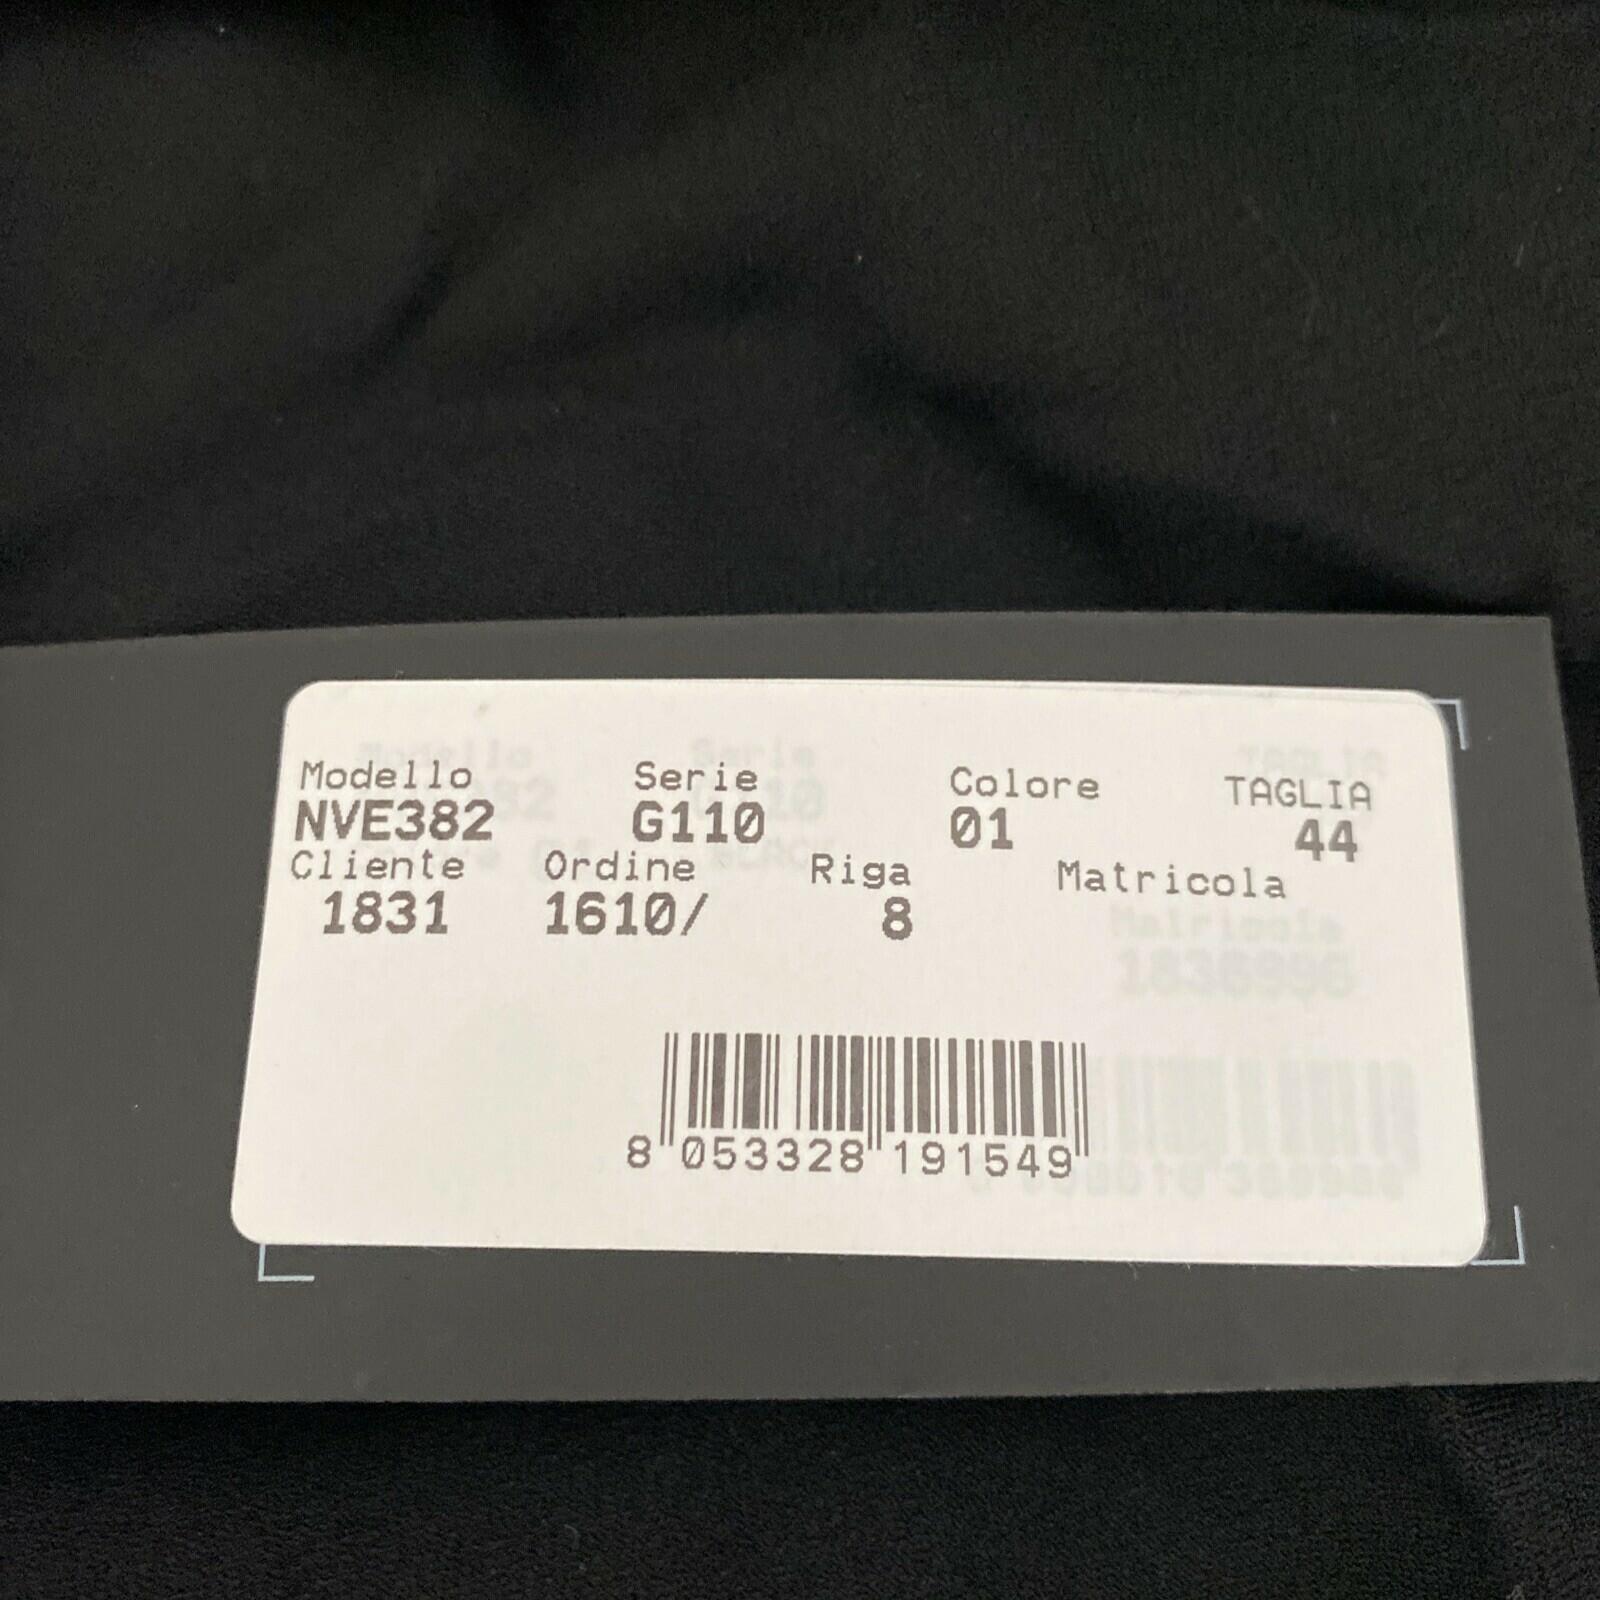 Modello Serie Colore TAGLIA
NVE382 G110 01 44
Cliente Ordine Riga Matricola
1831 1610/ 8
8 053328 191549